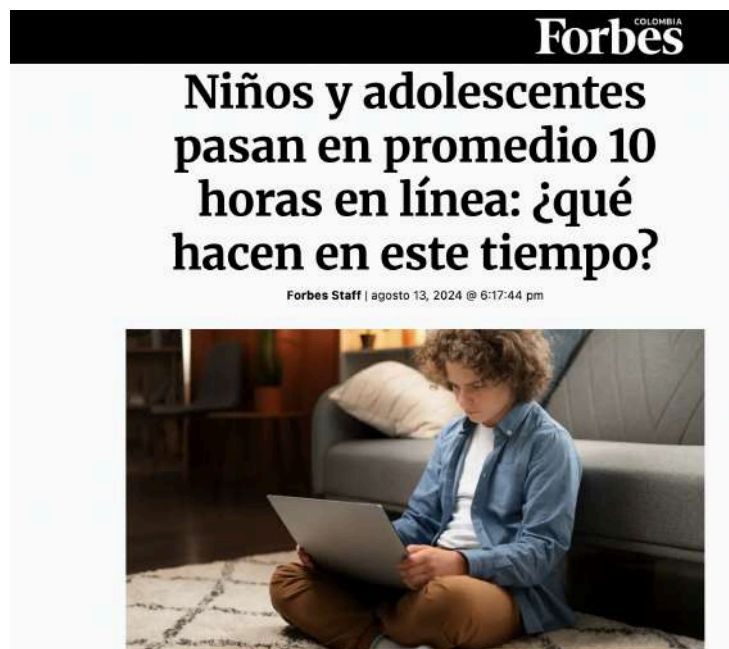 COLOMBIA
Forbes
Niños y adolescentes
pasan en promedio 10
horas en línea: ¿qué
hacen en este tiempo?
Forbes Staff | agosto 13, 2024 @ 6:17:44 pm